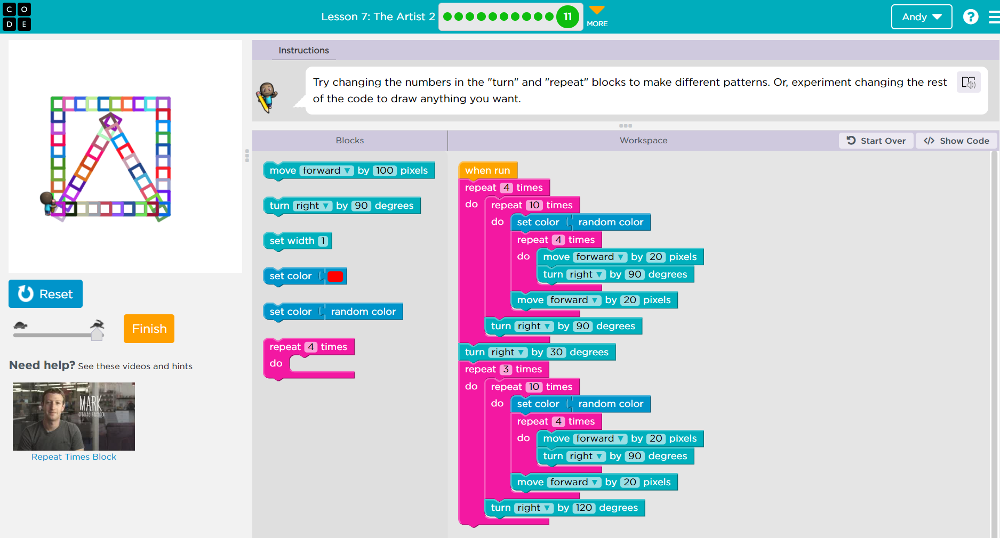 CO
DE
Lesson 7: The Artist 2
11
MORE
Andy
?
Instructions
Try changing the numbers in the "turn" and "repeat" blocks to make different patterns. Or, experiment changing the rest
of the code to draw anything you want.
Blocks
Workspace
Start Over
</> Show Code
move forward ▼ by 100 pixels
turn right ▼ by 90 degrees
set width 1
set color
set color random color
repeat 4 times
do
when run
repeat 4 times
do repeat 10 times
do set color random color
repeat 4 times
do move forward ▼ by 20 pixels
turn right ▼ by 90 degrees
move forward ▼ by 20 pixels
turn right ▼ by 90 degrees
turn right ▼ by 30 degrees
repeat 3 times
do repeat 10 times
do set color random color
repeat 4 times
do move forward ▼ by 20 pixels
turn right ▼ by 90 degrees
move forward ▼ by 20 pixels
turn right ▼ by 120 degrees
Reset
Finish
Need help? See these videos and hints
MARK
Repeat Times Block